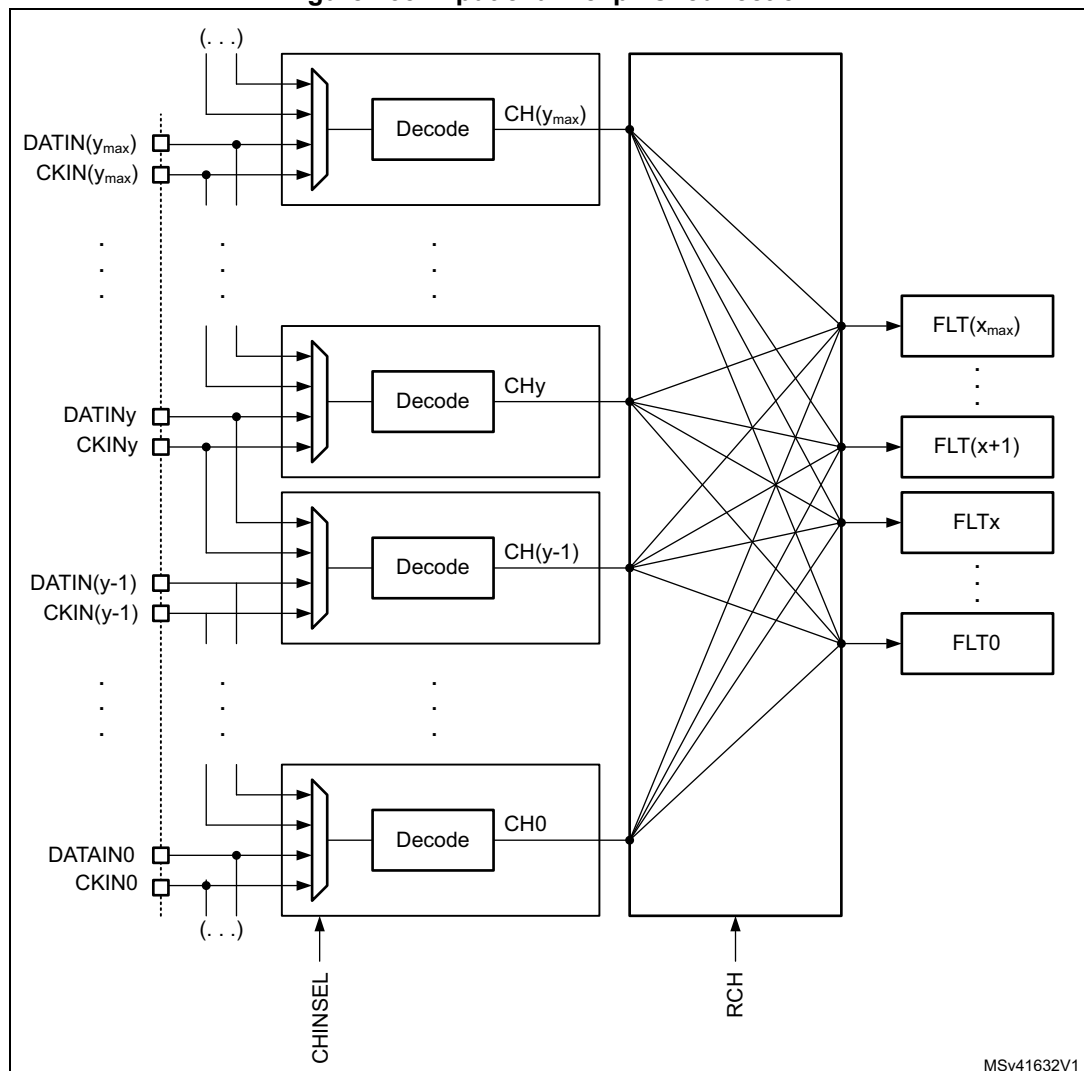 (. . .)
DATIN(ymax)
CKIN(ymax)
Decode
CH(ymax)
. . .
. . .
. . .
DATINy
CKINy
Decode
CHy
DATIN(y-1)
CKIN(y-1)
Decode
CH(y-1)
. . .
. . .
. . .
DATAIN0
CKIN0
Decode
CH0
(. . .)
FLT(xmax)
. . .
FLT(x+1)
FLTx
. . .
FLT0
CHINSEL
RCH
MSv41632V1